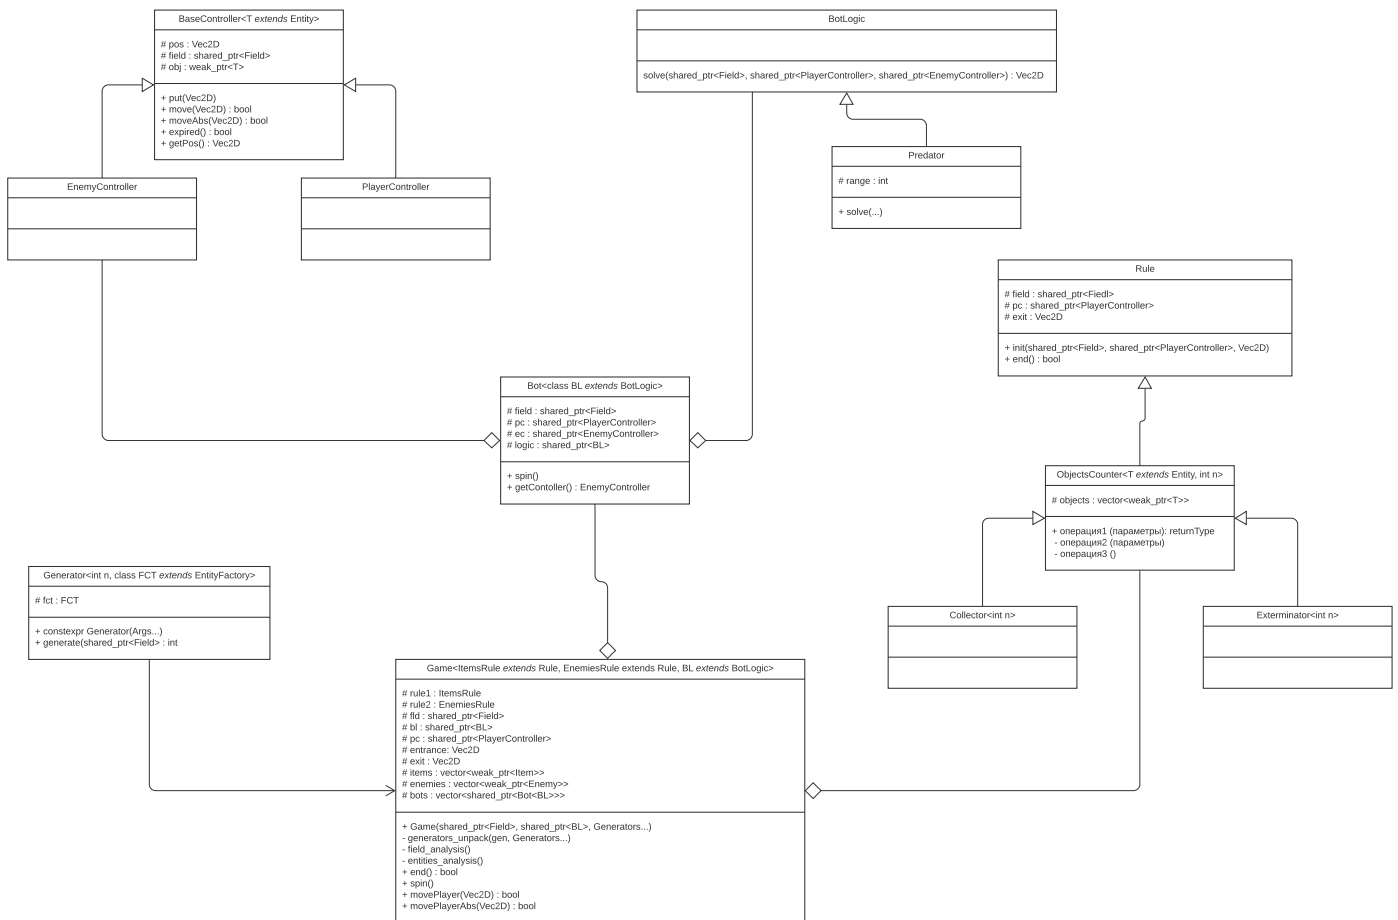 BaseController<T extends Entity>
# pos : Vec2D
# field : shared_ptr<Field>
# obj : weak_ptr<T>
+ put(Vec2D)
+ move(Vec2D) : bool
+ moveAbs(Vec2D) : bool
+ expired() : bool
+ getPos() : Vec2D
BotLogic
solve(shared_ptr<Field>, shared_ptr<PlayerController>, shared_ptr<EnemyController>) : Vec2D
Predator
# range : int
+ solve(...)
EnemyController
PlayerController
Rule
# field : shared_ptr<Fiedl>
# pc : shared_ptr<PlayerController>
# exit : Vec2D
+ init(shared_ptr<Field>, shared_ptr<PlayerController>, Vec2D)
+ end() : bool
Bot<class BL extends BotLogic>
# field : shared_ptr<Field>
# pc : shared_ptr<PlayerController>
# ec : shared_ptr<EnemyController>
# logic : shared_ptr<BL>
+ spin()
+ getContoller() : EnemyController
ObjectsCounter<T extends Entity, int n>
# objects : vector<weak_ptr<T>>
+ операция1 (параметры): returnType
- операция2 (параметры)
- операция3 ()
Generator<int n, class FCT extends EntityFactory>
# fct : FCT
+ constexpr Generator(Args...)
+ generate(shared_ptr<Field> : int
Collector<int n>
Exterminator<int n>
Game<ItemsRule extends Rule, EnemiesRule extends Rule, BL extends BotLogic>
# rule1 : ItemsRule
# rule2 : EnemiesRule
# fld : shared_ptr<Field>
# bl : shared_ptr<BL>
# pc : shared_ptr<PlayerController>
# entrance: Vec2D
# exit : Vec2D
# items : vector<weak_ptr<Item>>
# enemies : vector<weak_ptr<Enemy>>
# bots : vector<shared_ptr<Bot<BL>>>
+ Game(shared_ptr<Field>, shared_ptr<BL>, Generators...)
- generators_unpack(gen, Generators...)
- field_analysis()
- entities_analysis()
+ end() : bool
+ spin()
+ movePlayer(Vec2D) : bool
+ movePlayerAbs(Vec2D) : bool